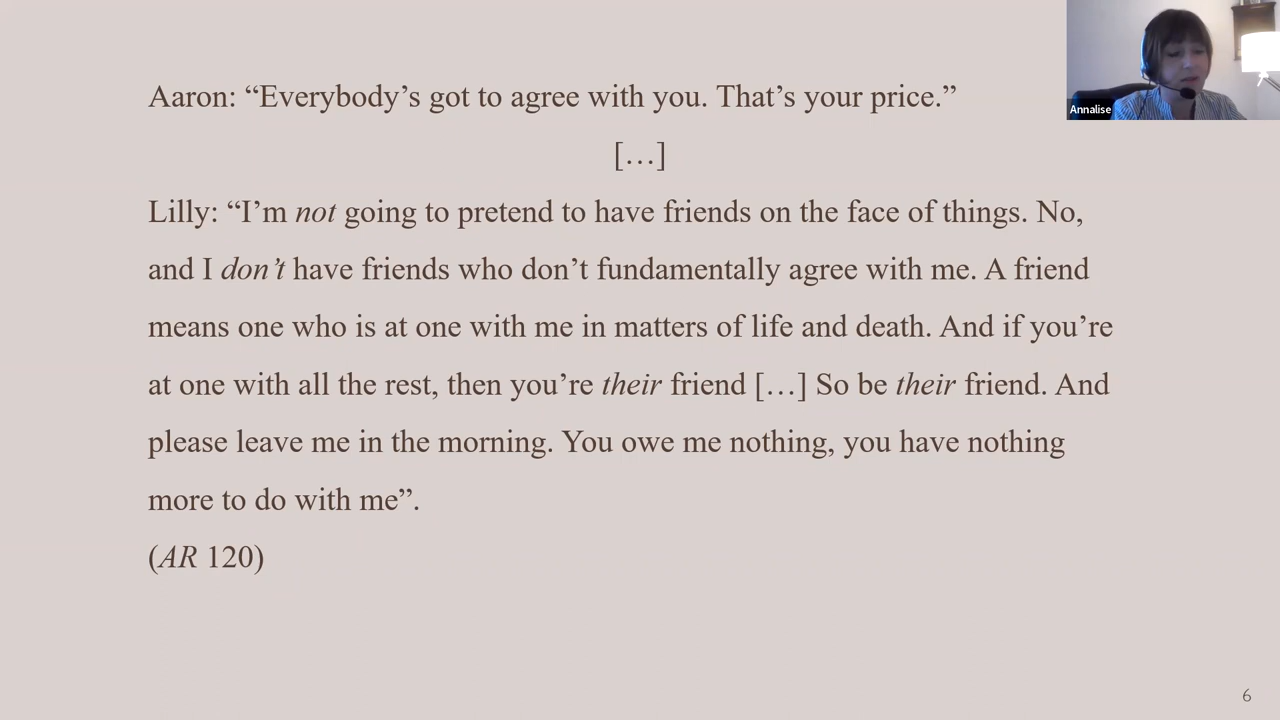 Aaron: “Everybody’s got to agree with you. That’s your price.”
Annalise
[…]
Lilly: “I’m not going to pretend to have friends on the face of things. No,
and I don’t have friends who don’t fundamentally agree with me. A friend
means one who is at one with me in matters of life and death. And if you’re
at one with all the rest, then you’re their friend […] So be their friend. And
please leave me in the morning. You owe me nothing, you have nothing
more to do with me”.
(AR 120)
6